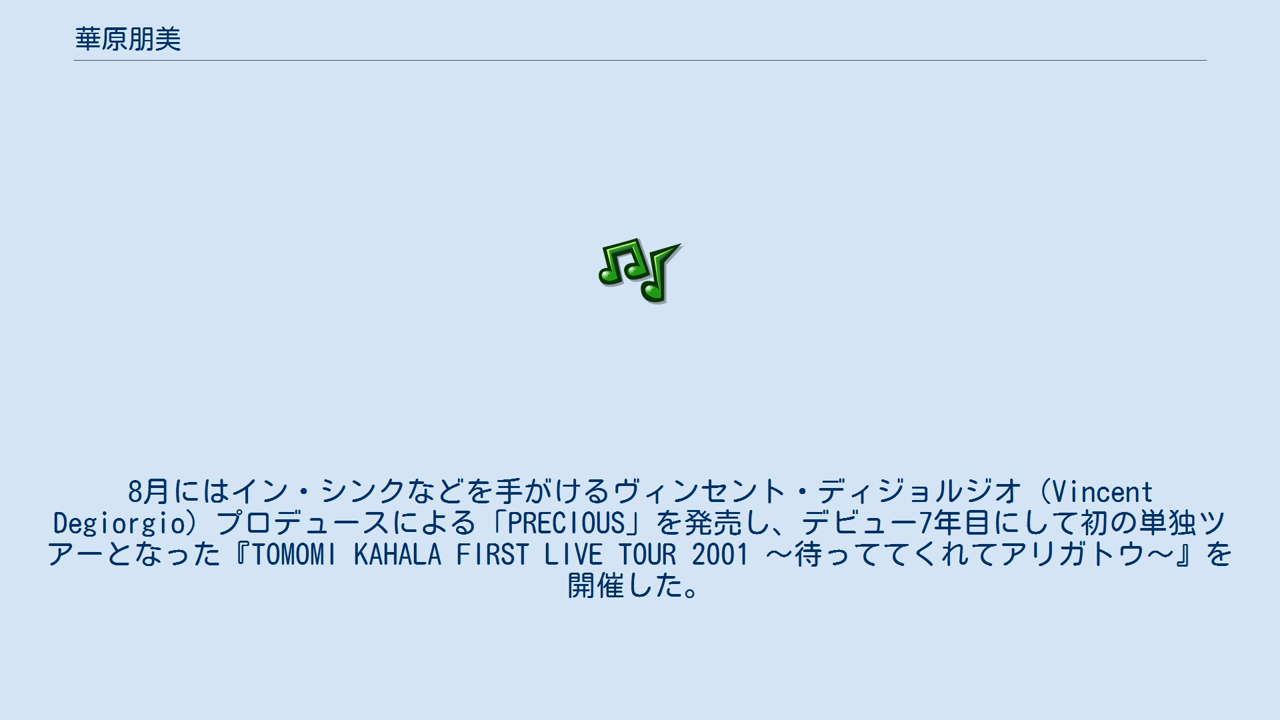 華原朋美
8月にはイン・シンクなどを手がけるヴィンセント・ディジョルジオ（Vincent
Degiorgio）プロデュースによる「PRECIOUS」を発売し、デビュー7年目にして初の単独ツ
アーとなった『TOMOMI KAHALA FIRST LIVE TOUR 2001 〜待っててくれてアリガトウ〜』を
開催した。